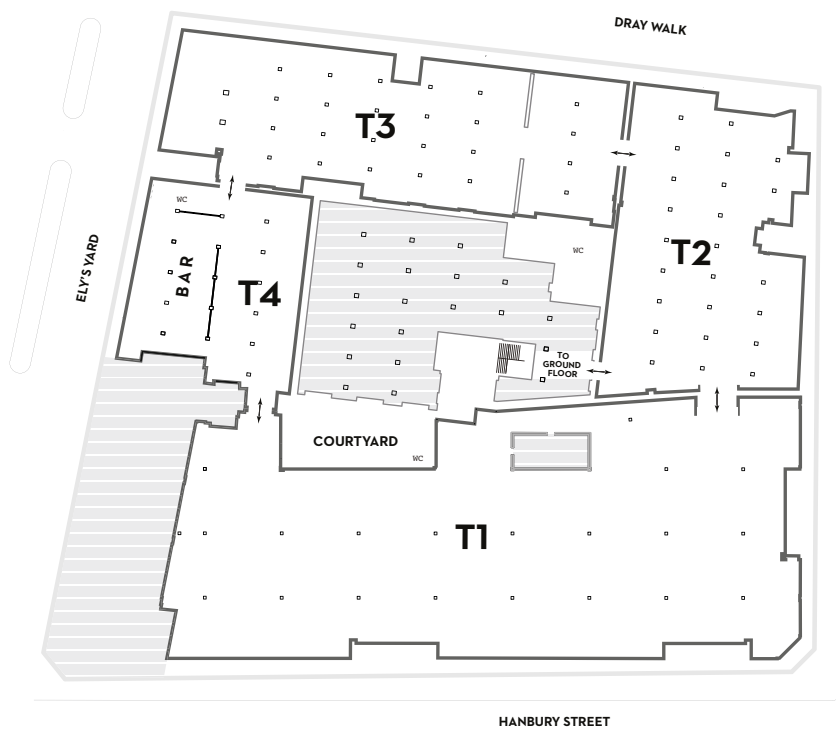 DRAY WALK
T3
WC
ELY'S YARD
BAR
T4
WC
T2
TO
GROUND
FLOOR
COURTYARD
WC
T1
HANBURY STREET